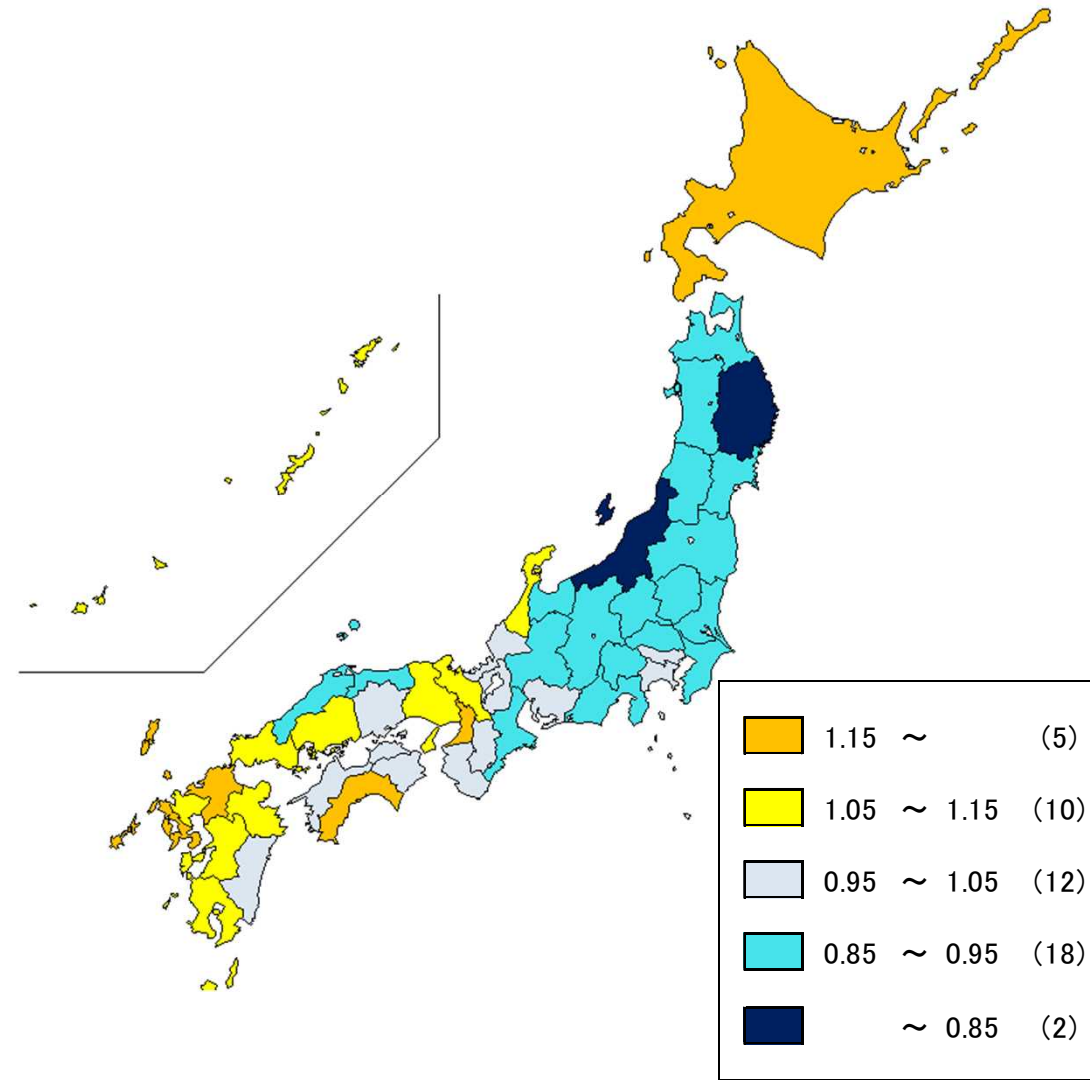 1.15 ～ （5）
1.05 ～ 1.15 （10）
0.95 ～ 1.05 （12）
0.85 ～ 0.95 （18）
～ 0.85 （2）